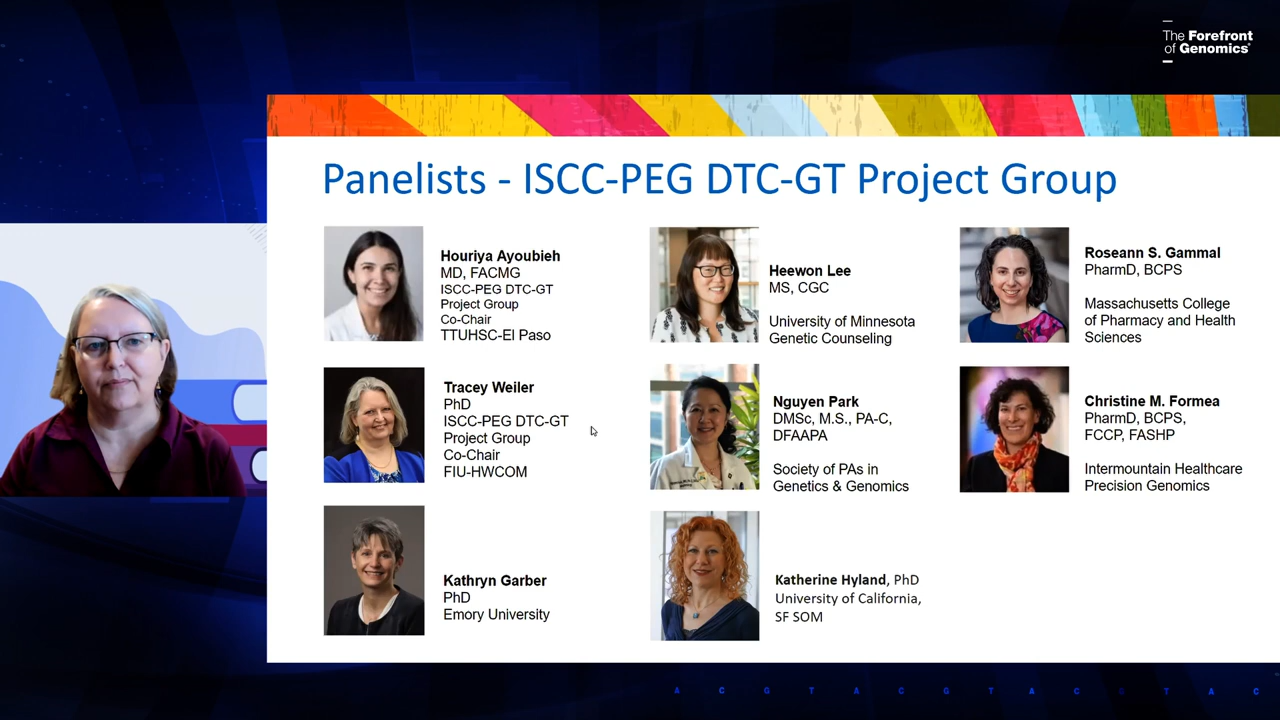 The Forefront
of Genomics®
Panelists - ISCC-PEG DTC-GT Project Group
Houriya Ayoubieh
MD, FACMG
ISCC-PEG DTC-GT
Project Group
Co-Chair
TTUHSC-El Paso
Heewon Lee
MS, CGC
University of Minnesota
Genetic Counseling
Roseann S. Gammal
PharmD, BCPS
Massachusetts College
of Pharmacy and Health
Sciences
Tracey Weiler
PhD
ISCC-PEG DTC-GT
Project Group
Co-Chair
FIU-HWCOM
Nguyen Park
DMSc, M.S., PA-C,
DFAAPA
Society of PAs in
Genetics & Genomics
Christine M. Formea
PharmD, BCPS,
FCCP, FASHP
Intermountain Healthcare
Precision Genomics
Kathryn Garber
PhD
Emory University
Katherine Hyland, PhD
University of California,
SF SOM
A C G T A C G T A C G T A C